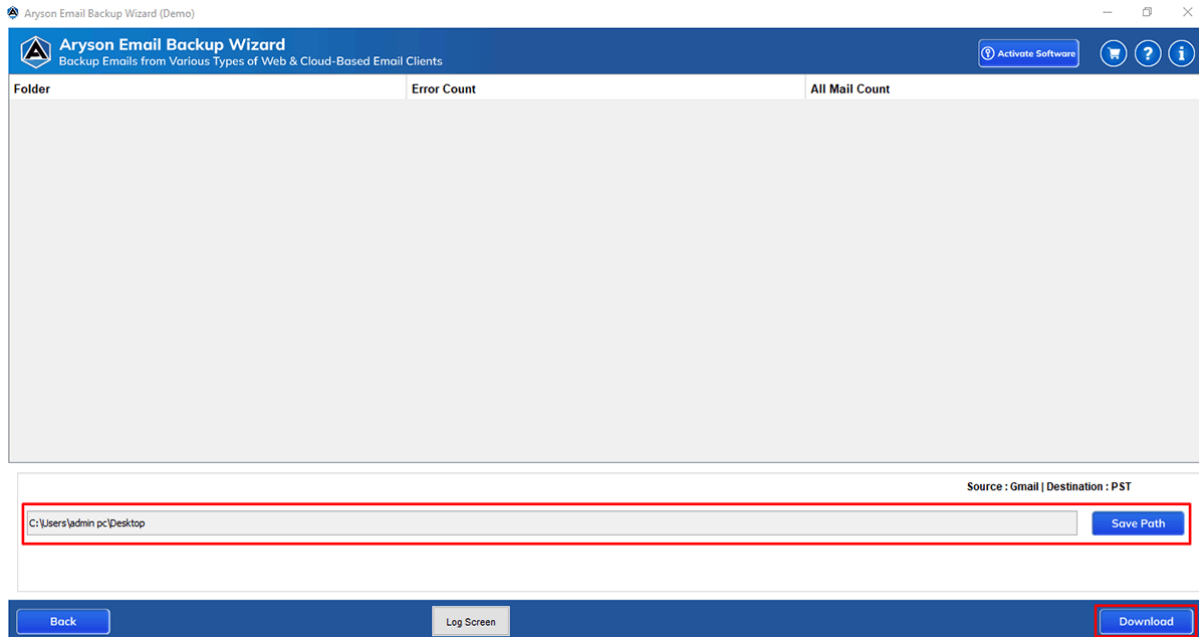 Aryson Email Backup Wizard (Demo)
Aryson Email Backup Wizard
Backup Emails from Various Types of Web & Cloud-Based Email Clients
Activate Software
Folder Error Count All Mail Count
Source : Gmail | Destination : PST
C:\Users\admin pc\Desktop Save Path
Back Log Screen Download